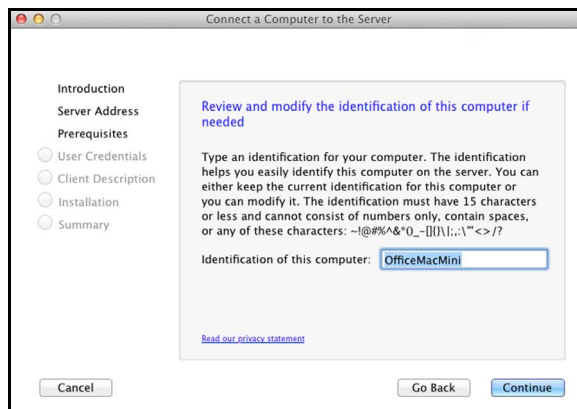 Connect a Computer to the Server
Introduction
Server Address
Prerequisites
User Credentials
Client Description
Installation
Summary
Review and modify the identification of this computer if
needed
Type an identification for your computer. The identification
helps you easily identify this computer on the server. You can
either keep the current identification for this computer or
you can modify it. The identification must have 15 characters
or less and cannot consist of numbers only, contain spaces,
or any of these characters: ~!@#%^&*()_~[]{}\|;,:\'"<>/?
Identification of this computer: OfficeMacMini
Read our privacy statement
Cancel
Go Back
Continue